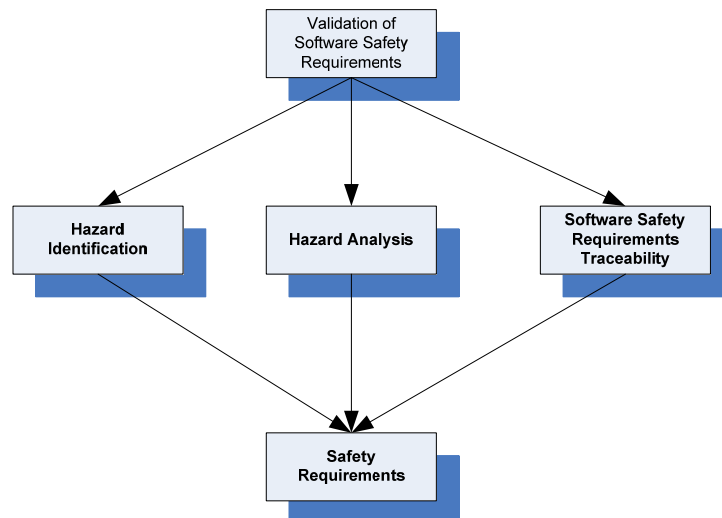 Validation of
Software Safety
Requirements
Hazard
Identification
Hazard Analysis
Software Safety
Requirements
Traceability
Safety
Requirements